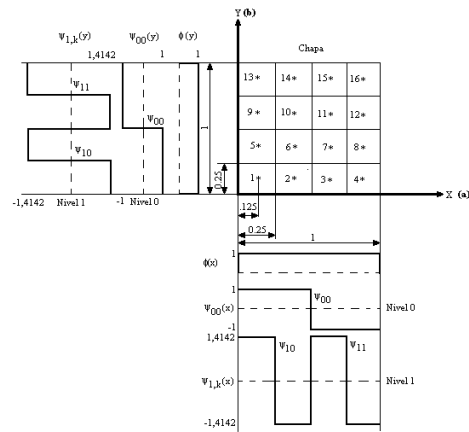 Ψ1,k(y) Ψ00(y) ϕ(y)
1,4142 1 1
Y (b)
Chapa
13* 14* 15* 16*
9* 10* 11* 12*
5* 6* 7* 8*
1* 2* 3* 4*
Ψ11
Ψ00
Ψ10
1
0.25
X (a)
-1,4142 Nivel 1 -1 Nivel 0
.125
0.25
1
ϕ(x) 1
1
Ψ00
Ψ00(x) Nivel 0
-1
1,4142
Ψ10 Ψ11
Ψ1,k(x) Nivel 1
-1,4142